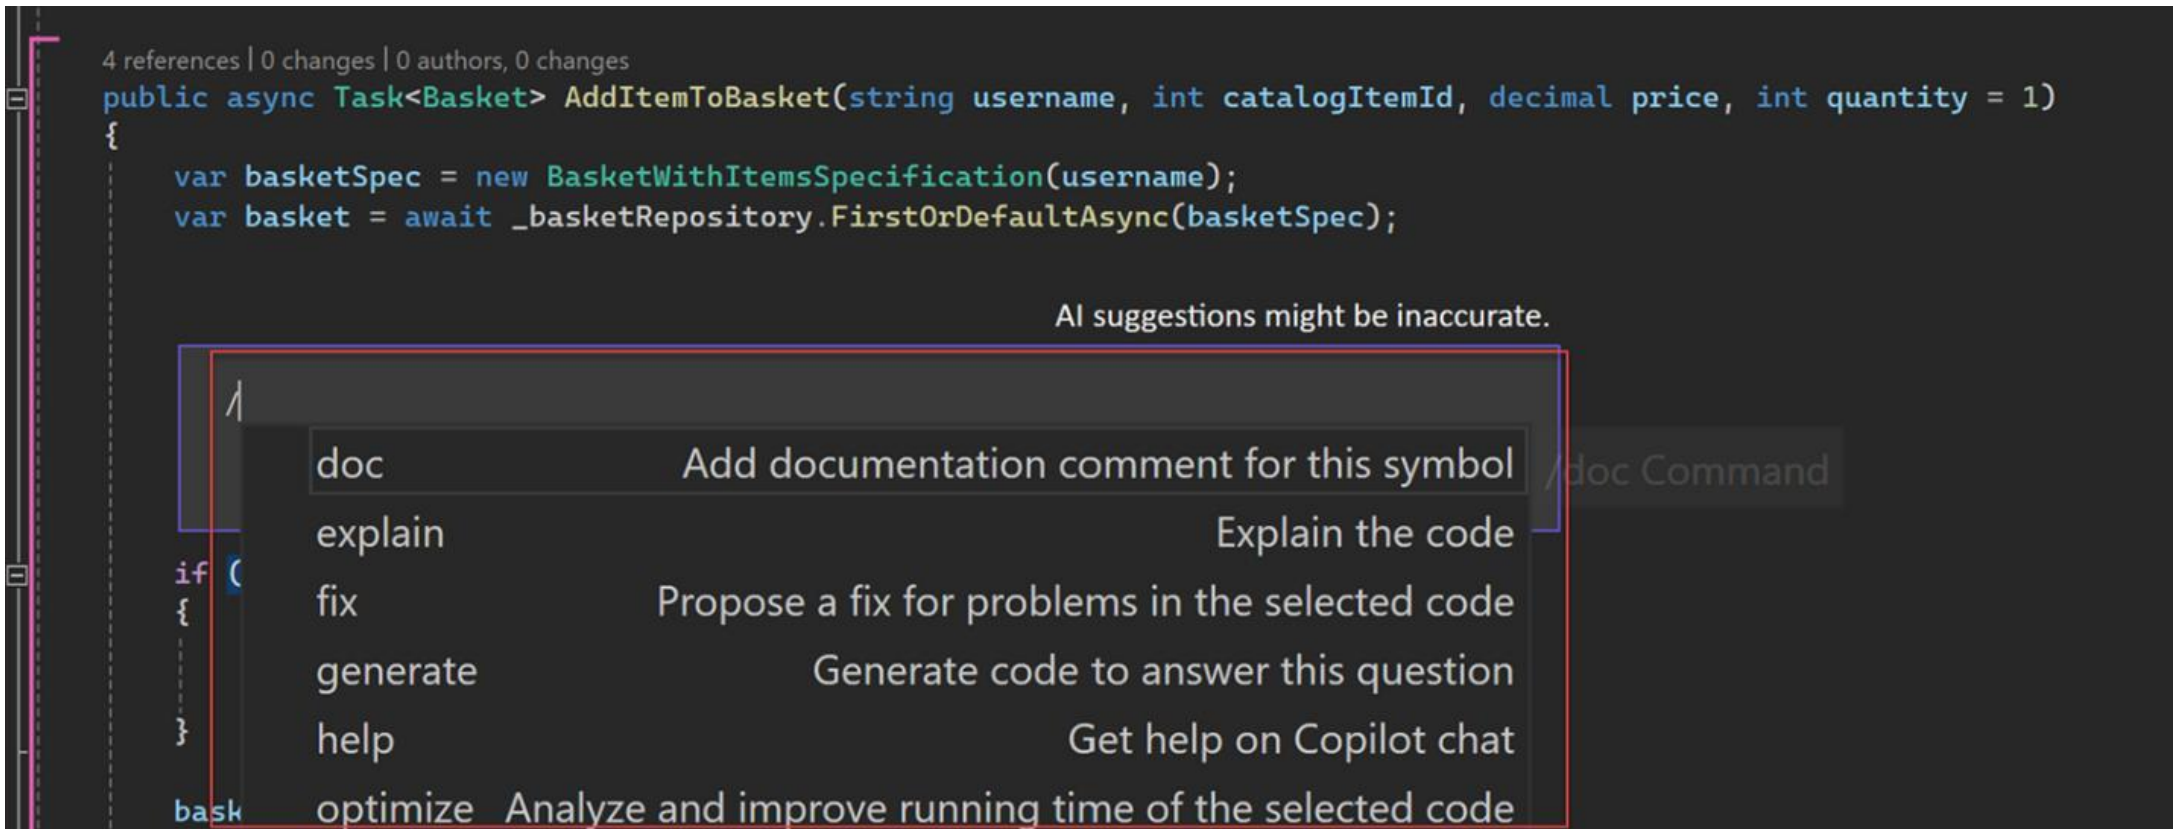 4 references | 0 changes | 0 authors, 0 changes
public async Task<Basket> AddItemToBasket(string username, int catalogItemId, decimal price, int quantity = 1)
{
var basketSpec = new BasketWithItemsSpecification(username);
var basket = await _basketRepository.FirstOrDefaultAsync(basketSpec);
AI suggestions might be inaccurate.
/
doc Add documentation comment for this symbol /doc Command
explain Explain the code
if (
fix Propose a fix for problems in the selected code
{
generate Generate code to answer this question
}
help Get help on Copilot chat
bask
optimize Analyze and improve running time of the selected code